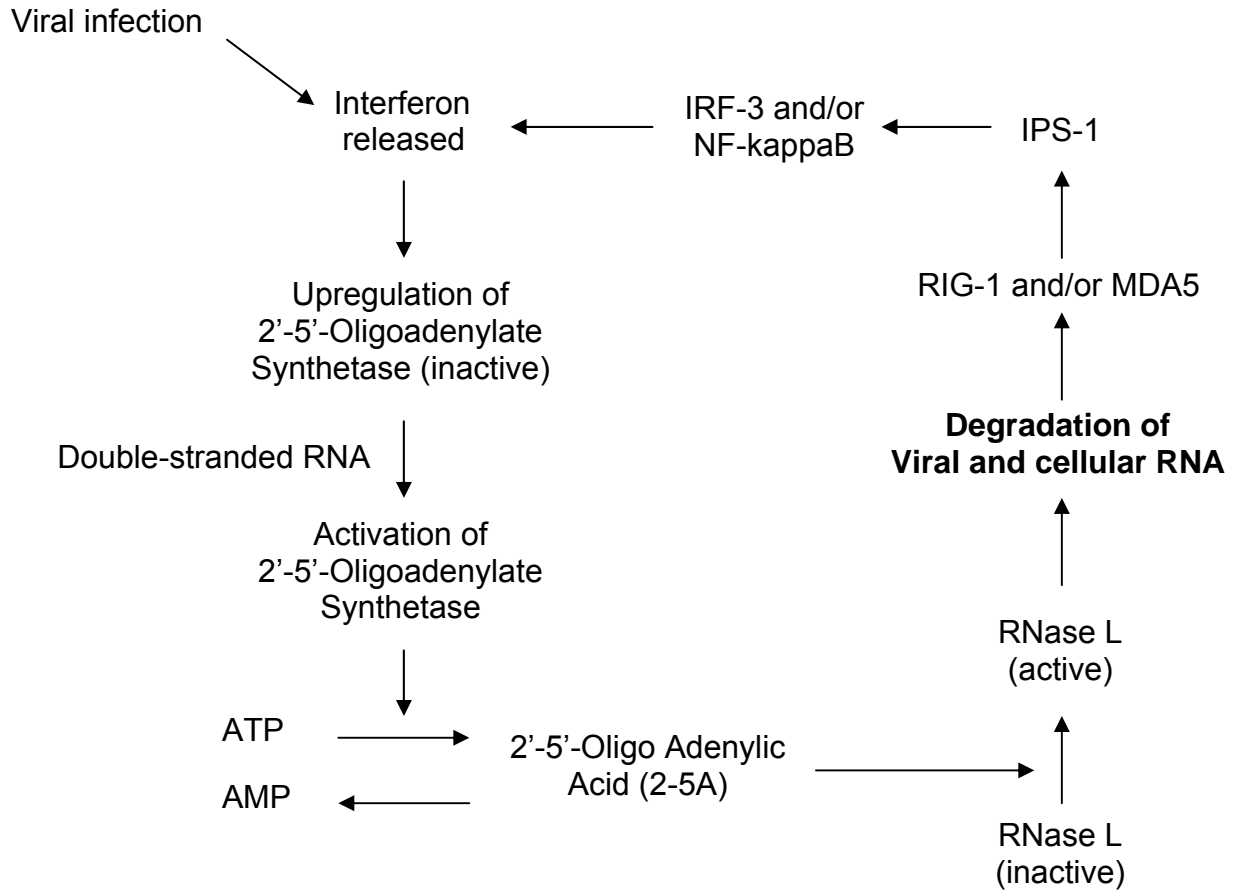 Viral infection
Interferon
released
IRF-3 and/or
NF-kappaB
IPS-1
Upregulation of
2’-5’-Oligoadenylate
Synthetase (inactive)
RIG-1 and/or MDA5
Double-stranded RNA
Degradation of
Viral and cellular RNA
Activation of
2’-5’-Oligoadenylate
Synthetase
RNase L
(active)
ATP
AMP
2’-5’-Oligo Adenylic
Acid (2-5A)
RNase L
(inactive)